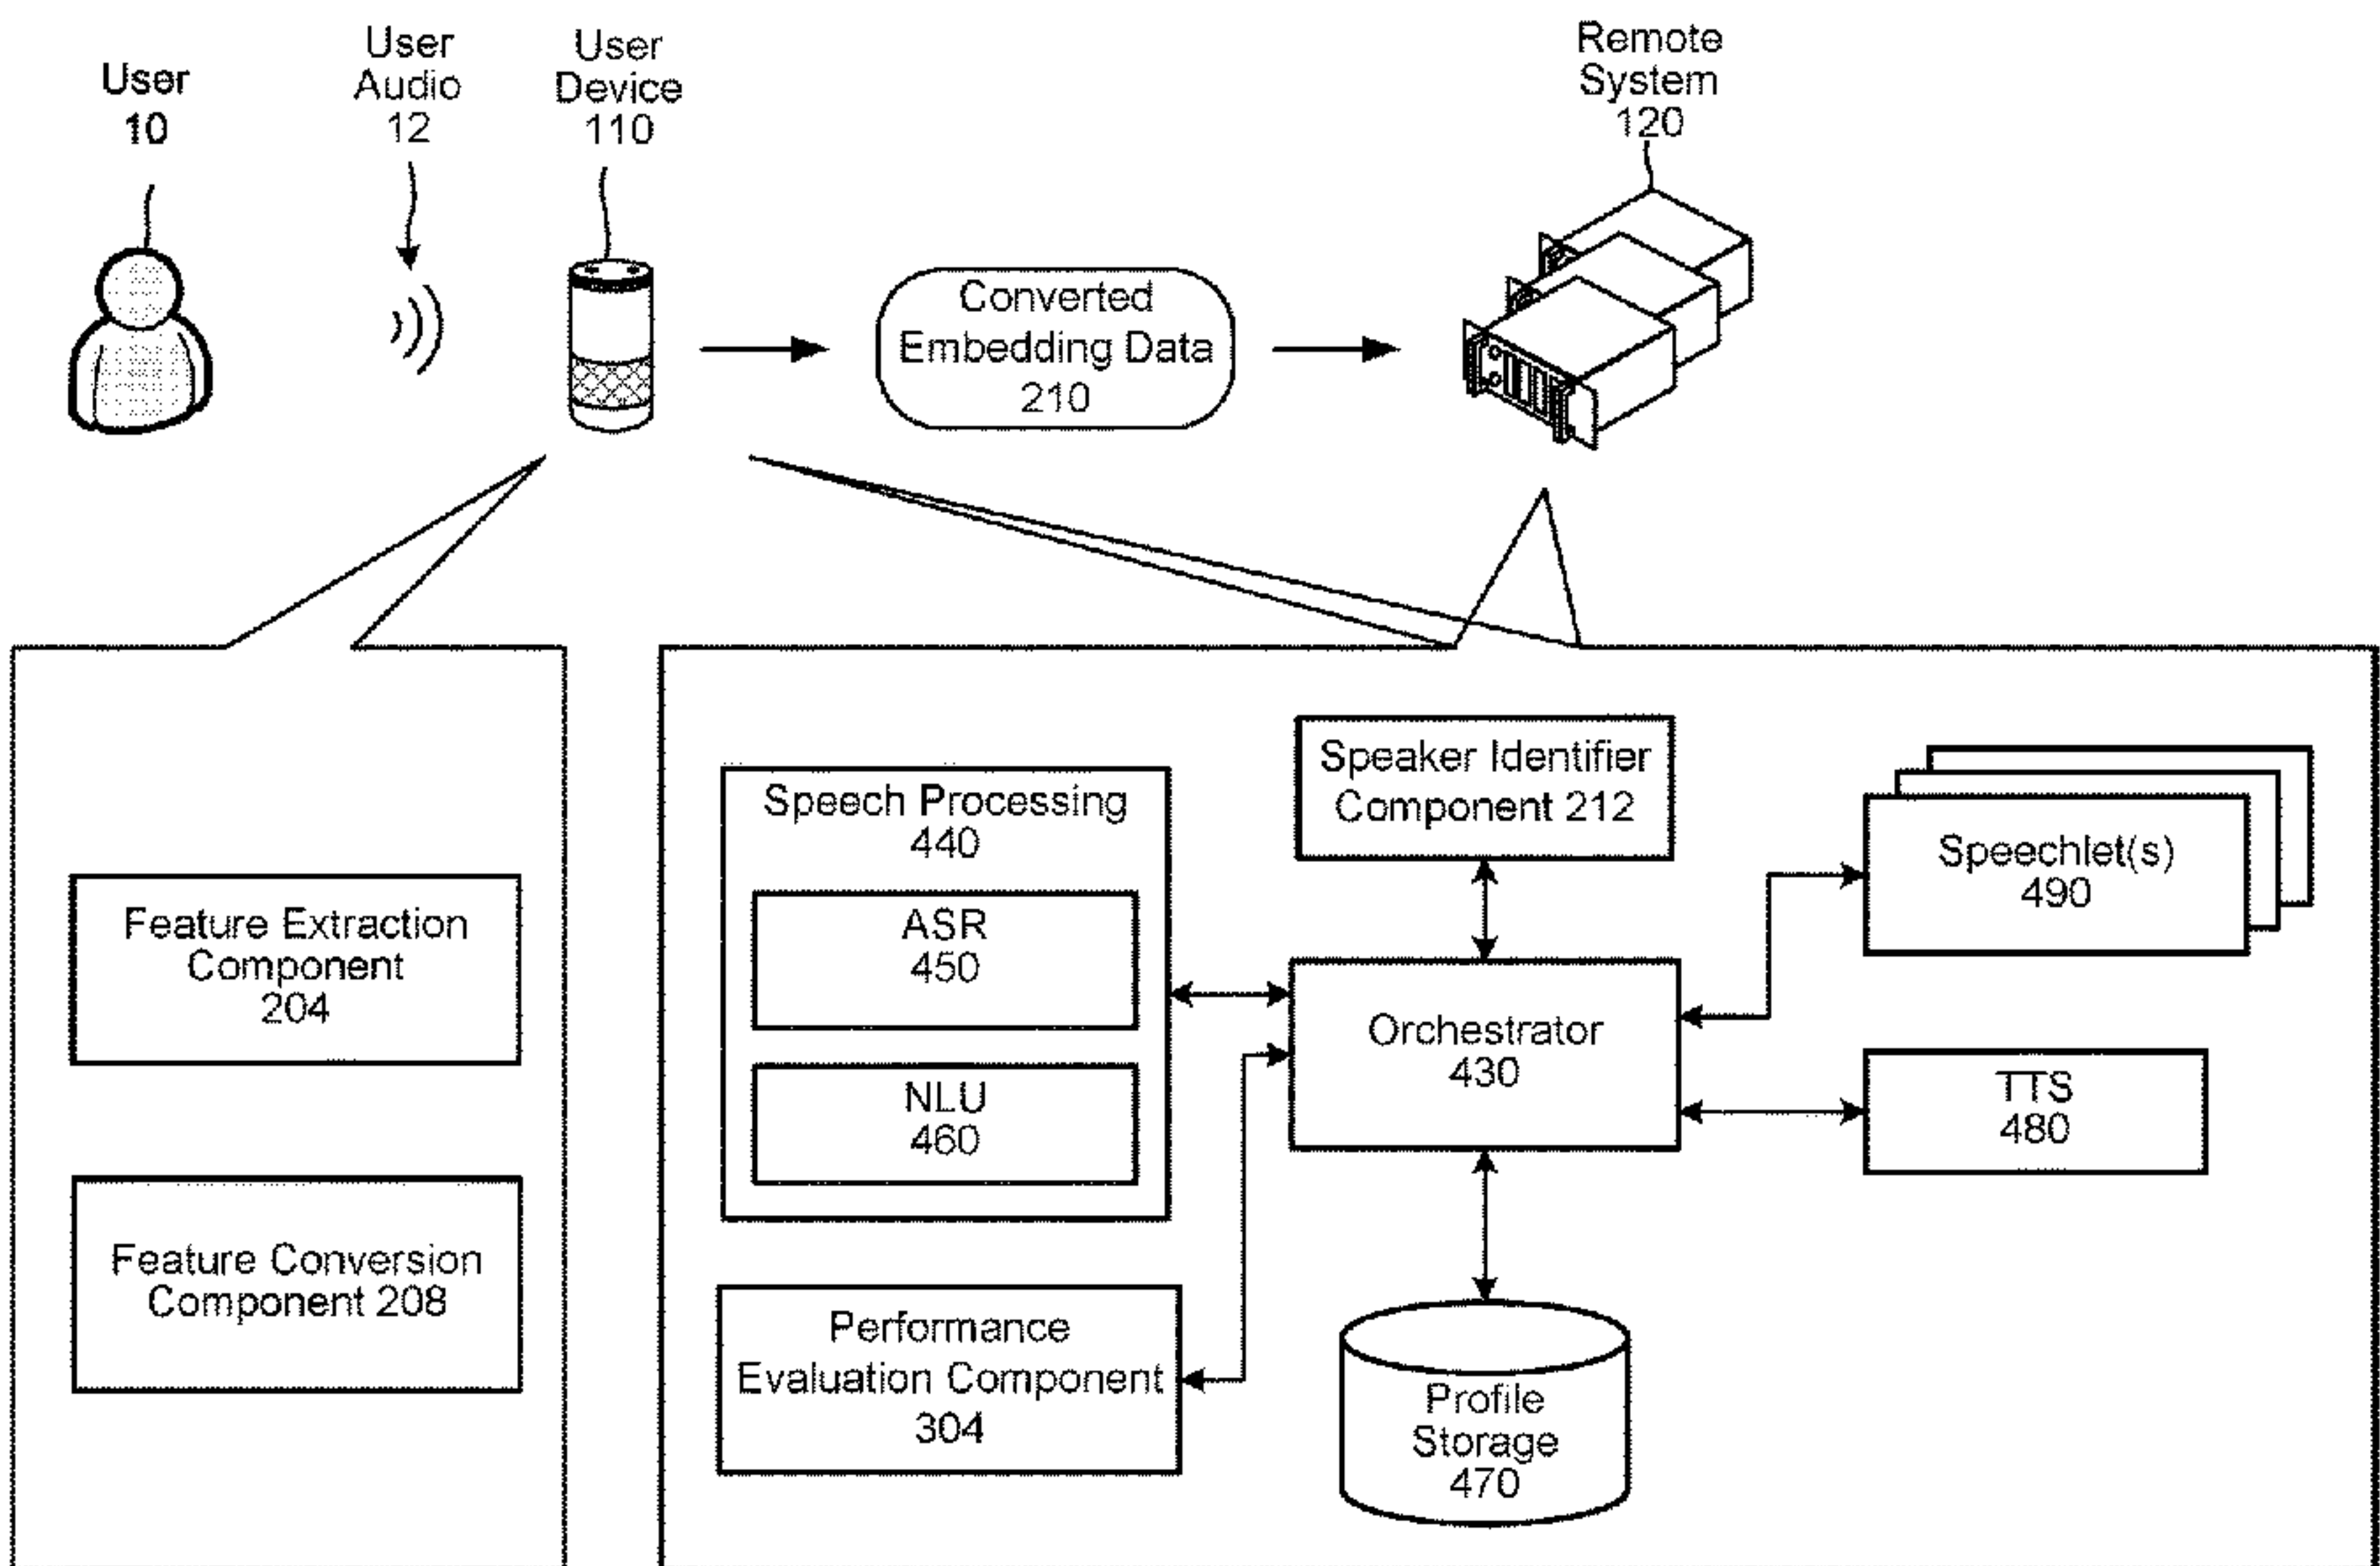 User
10
User
Audio
12
User
Device
110
Remote
System
120
Converted
Embedding Data
210
Feature Extraction
Component
204
Feature Conversion
Component 208
Speech Processing
440
ASR
450
NLU
460
Performance
Evaluation Component
304
Speaker Identifier
Component 212
Orchestrator
430
Profile
Storage
470
Speechlet(s)
490
TTS
480